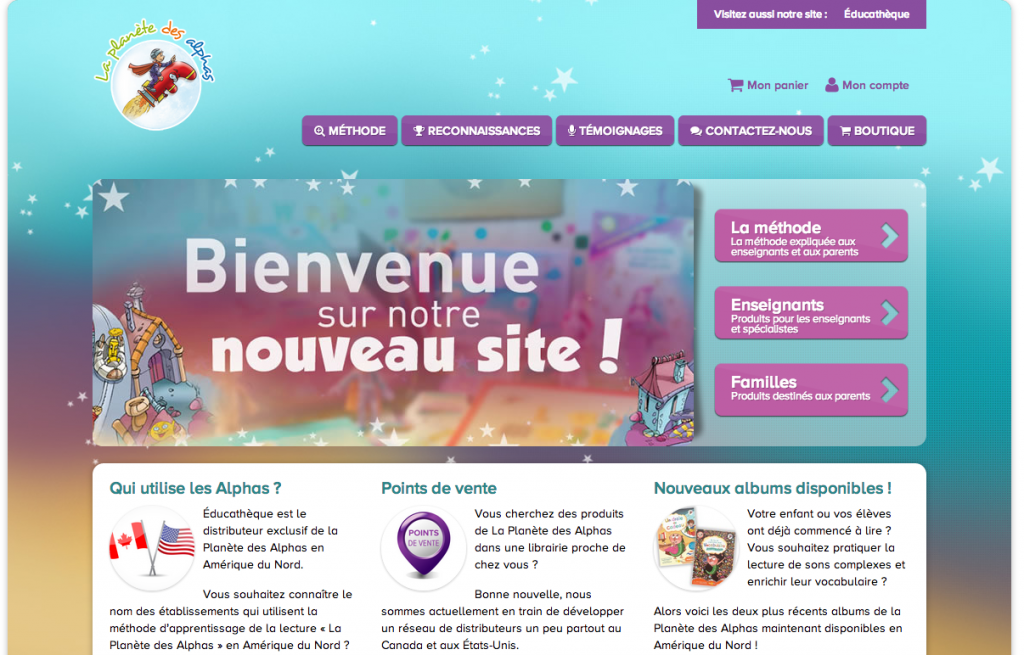 Visitez aussi notre site : Éducathèque
La planète des alphas
Mon panier Mon compte
MÉTHODE RECONNAISSANCES TÉMOIGNAGES CONTACTEZ-NOUS BOUTIQUE
Bienvenue
sur notre
nouveau site !
La méthode
La méthode expliquée aux
enseignants et aux parents
Enseignants
Produits pour les enseignants
et spécialistes
Familles
Produits destinés aux parents
Qui utilise les Alphas ?
Éducathèque est le
distributeur exclusif de la
Planète des Alphas en
Amérique du Nord.
Vous souhaitez connaître le
nom des établissements qui utilisent la
méthode d'apprentissage de la lecture « La
Planète des Alphas » en Amérique du Nord ?
Points de vente
POINTS
DE VENTE
Vous cherchez des produits
de La Planète des Alphas
dans une librairie proche de
chez vous ?
Bonne nouvelle, nous
sommes actuellement en train de développer
un réseau de distributeurs un peu partout au
Canada et aux États-Unis.
Nouveaux albums disponibles !
Votre enfant ou vos élèves
ont déjà commencé à lire ?
Vous souhaitez pratiquer la
lecture de sons complexes et
enrichir leur vocabulaire ?
Alors voici les deux plus récents albums de la
Planète des Alphas maintenant disponibles en
Amérique du Nord !